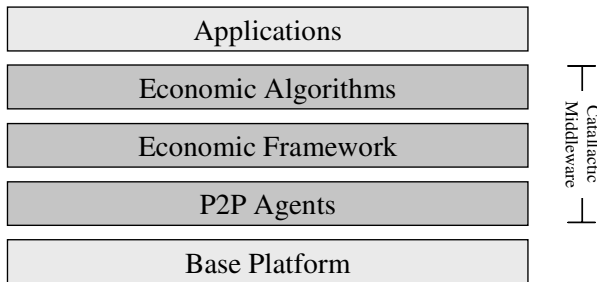 Applications
Economic Algorithms
Economic Framework
P2P Agents
Base Platform
Catallactic
Middleware